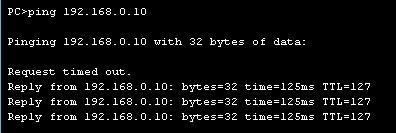 PC>ping 192.168.0.10
Pinging 192.168.0.10 with 32 bytes of data:
Request timed out.
Reply from 192.168.0.10: bytes=32 time=125ms TTL=127
Reply from 192.168.0.10: bytes=32 time=125ms TTL=127
Reply from 192.168.0.10: bytes=32 time=125ms TTL=127